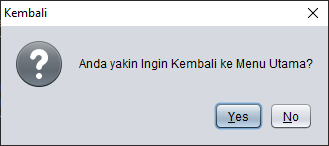 Kembali
Anda yakin Ingin Kembali ke Menu Utama?
Yes No